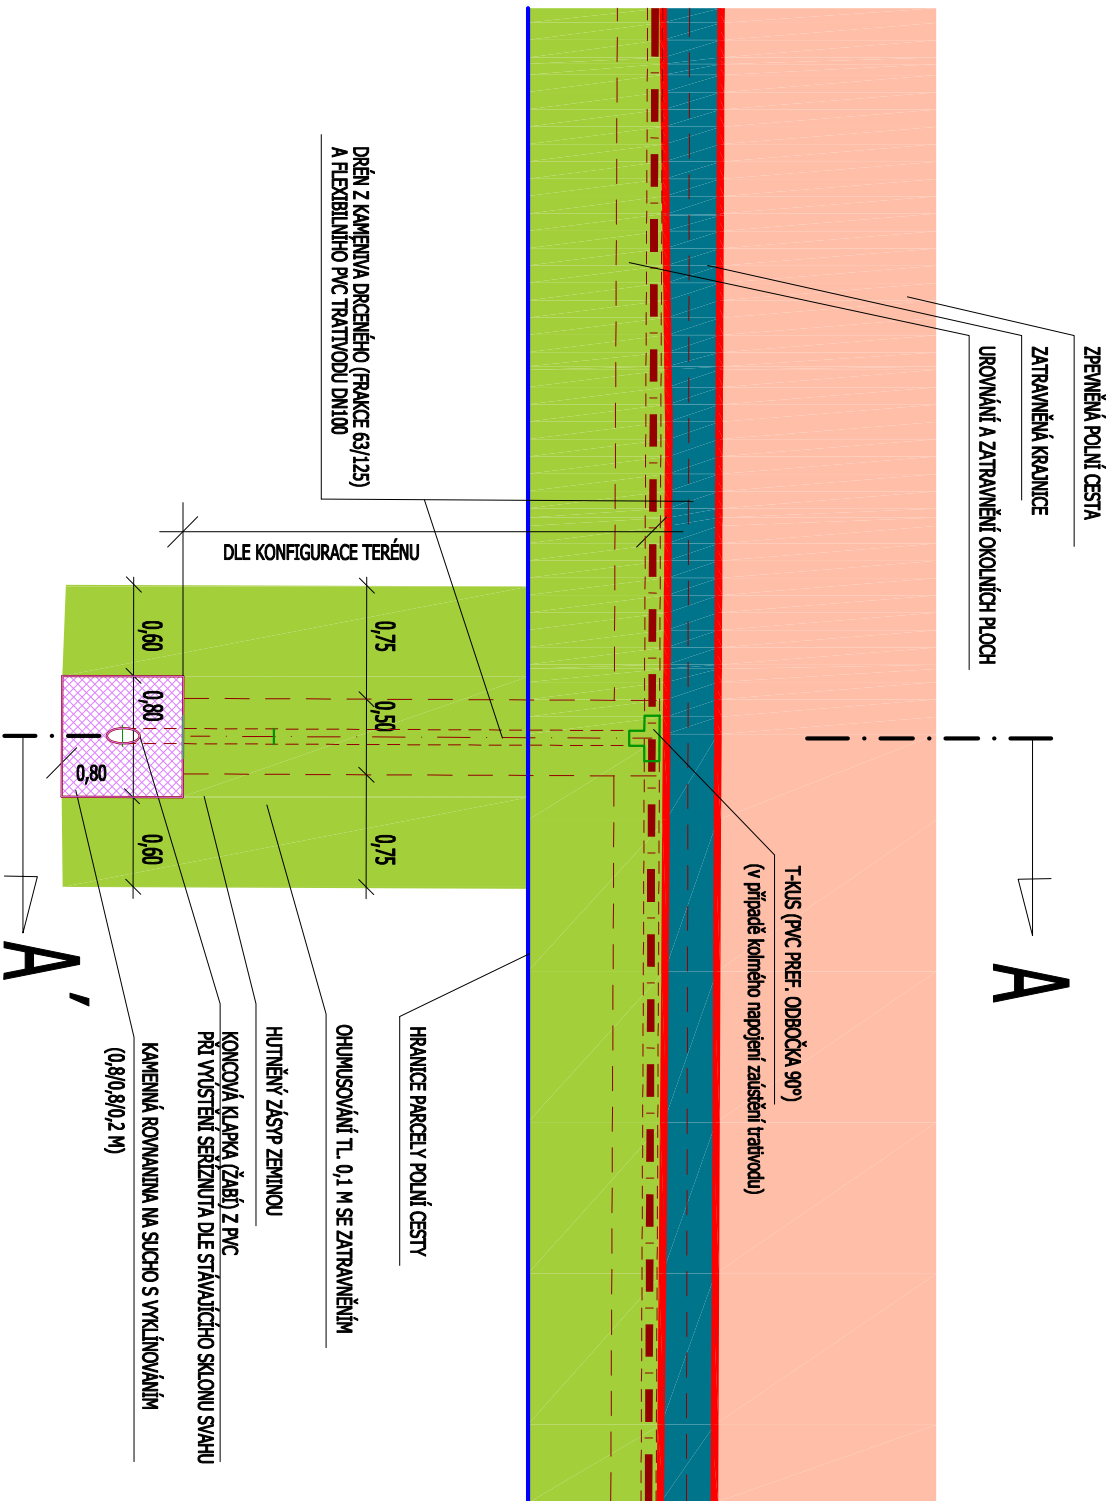 ZPEVNĚNÁ POLNÍ CESTA
ZATRAVNĚNÁ KRAJNICE
UROVNÁNÍ A ZATRAVNĚNÍ OKOLNÍCH PLOCH
DRÉN Z KAMENIVA DRCENÉHO (FRAKCE 63/125)
A FLEXIBILNÍHO PVC TRATIVODU DN100
DLE KONFIGURACE TERÉNU
0,75
0,50
0,75
0,60
0,80
0,60
0,80
A
A'
T-KUS (PVC PREF. ODBOČKA 90°)
(v případě kolmého napojení zaústění trativodu)
HRANICE PARCELY POLNÍ CESTY
OHUMUSOVÁNÍ TL. 0,1 M SE ZATRAVNĚNÍM
HUTNĚNÝ ZÁSYP ZEMINOU
KONCOVÁ KLAPKA (ŽABÍ) Z PVC
PŘI VYÚSTĚNÍ SEŘÍZNUTA DLE STÁVAJÍCÍHO SKLONU SVAHU
KAMENNÁ ROVNANINA NA SUCHO S VYKLÍNOVÁNÍM
(0,8/0,8/0,2 M)